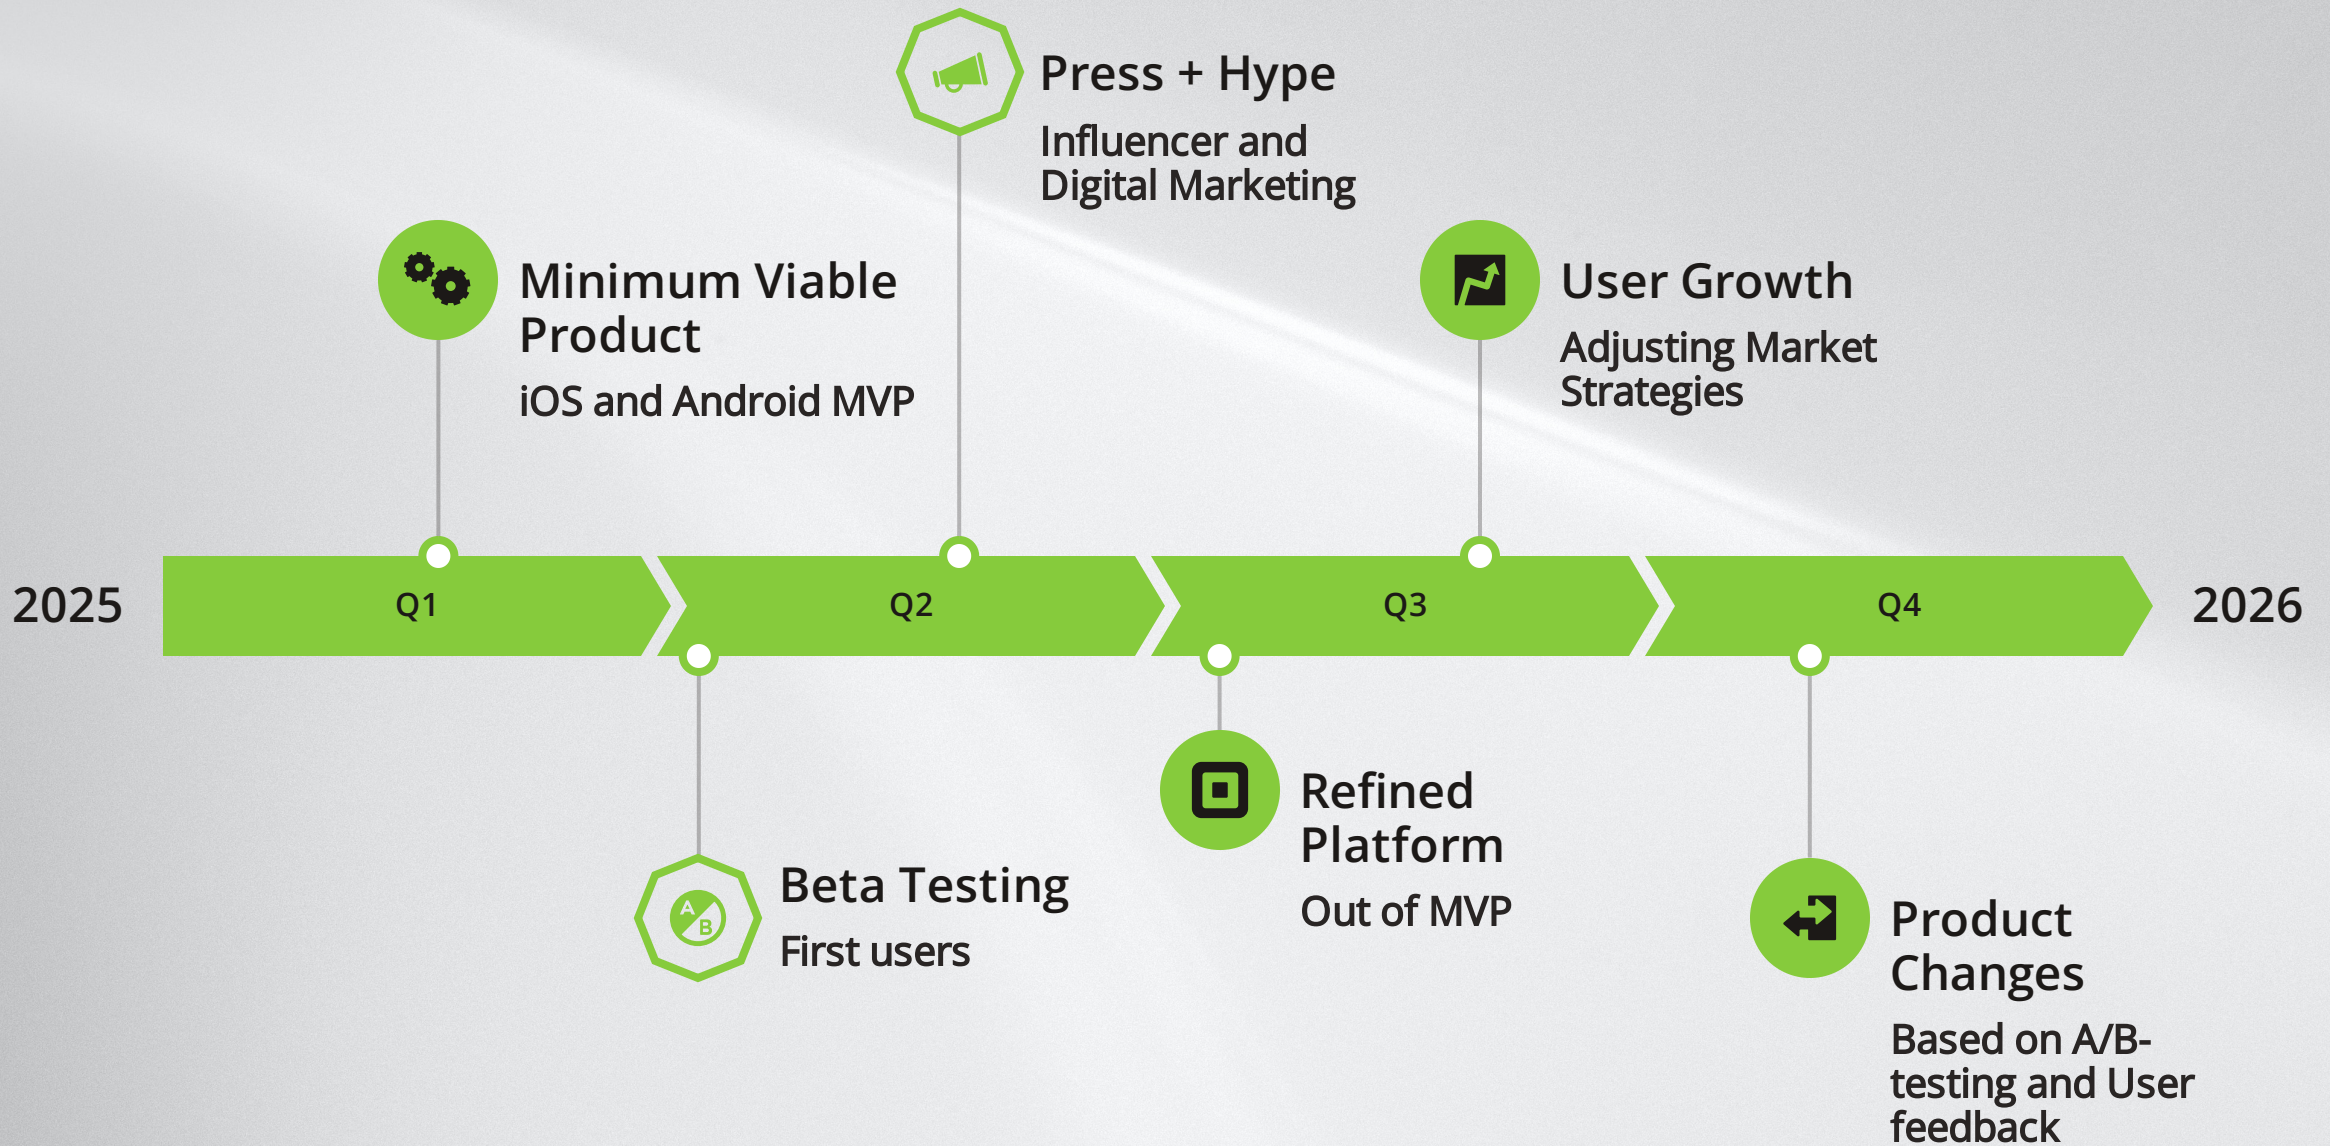 Press + Hype
Influencer and
Digital Marketing
Minimum Viable
Product
iOS and Android MVP
User Growth
Adjusting Market
Strategies
2025
Q1
Q2
Q3
Q4
2026
A
B
Beta Testing
First users
Refined
Platform
Out of MVP
Product
Changes
Based on A/B-
testing and User
feedback